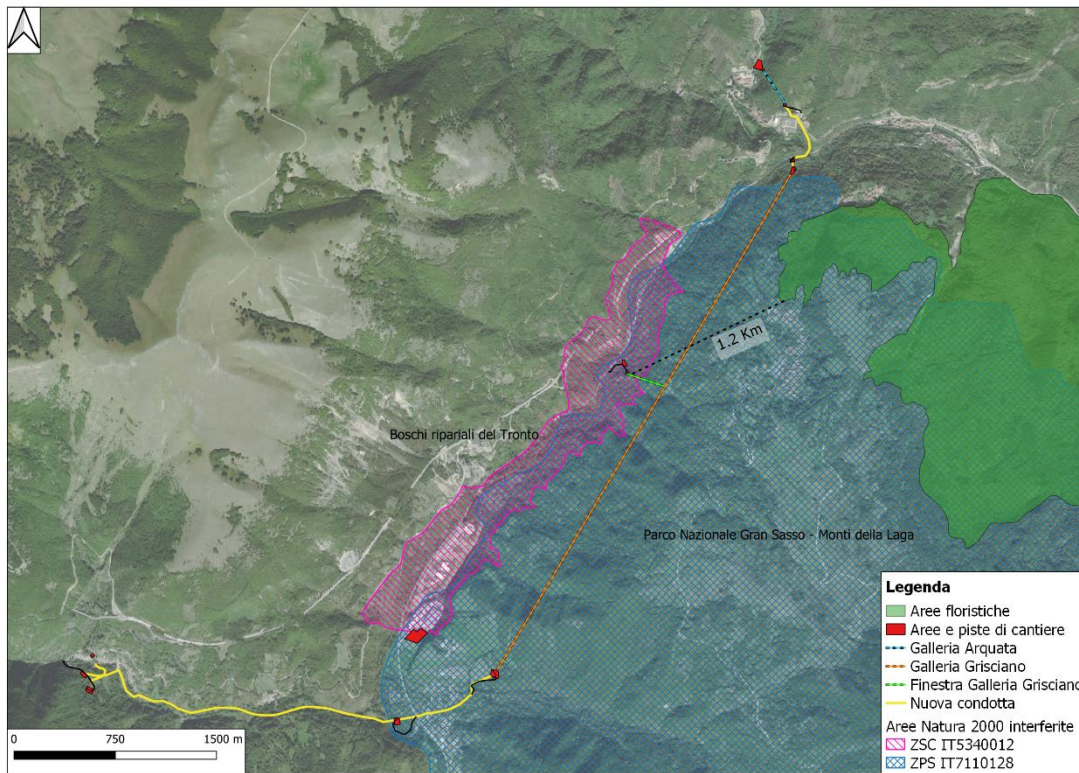 1.2 Km
Boschi ripariali del Tronto
Parco Nazionale Gran Sasso - Monti della Laga
Legenda
Aree floristiche
Aree e piste di cantiere
Galleria Arquata
Galleria Grisciano
Finestra Galleria Grisciano
Nuova condotta
Aree Natura 2000 interferite
ZSC IT5340012
ZPS IT7110128
0 750 1500 m